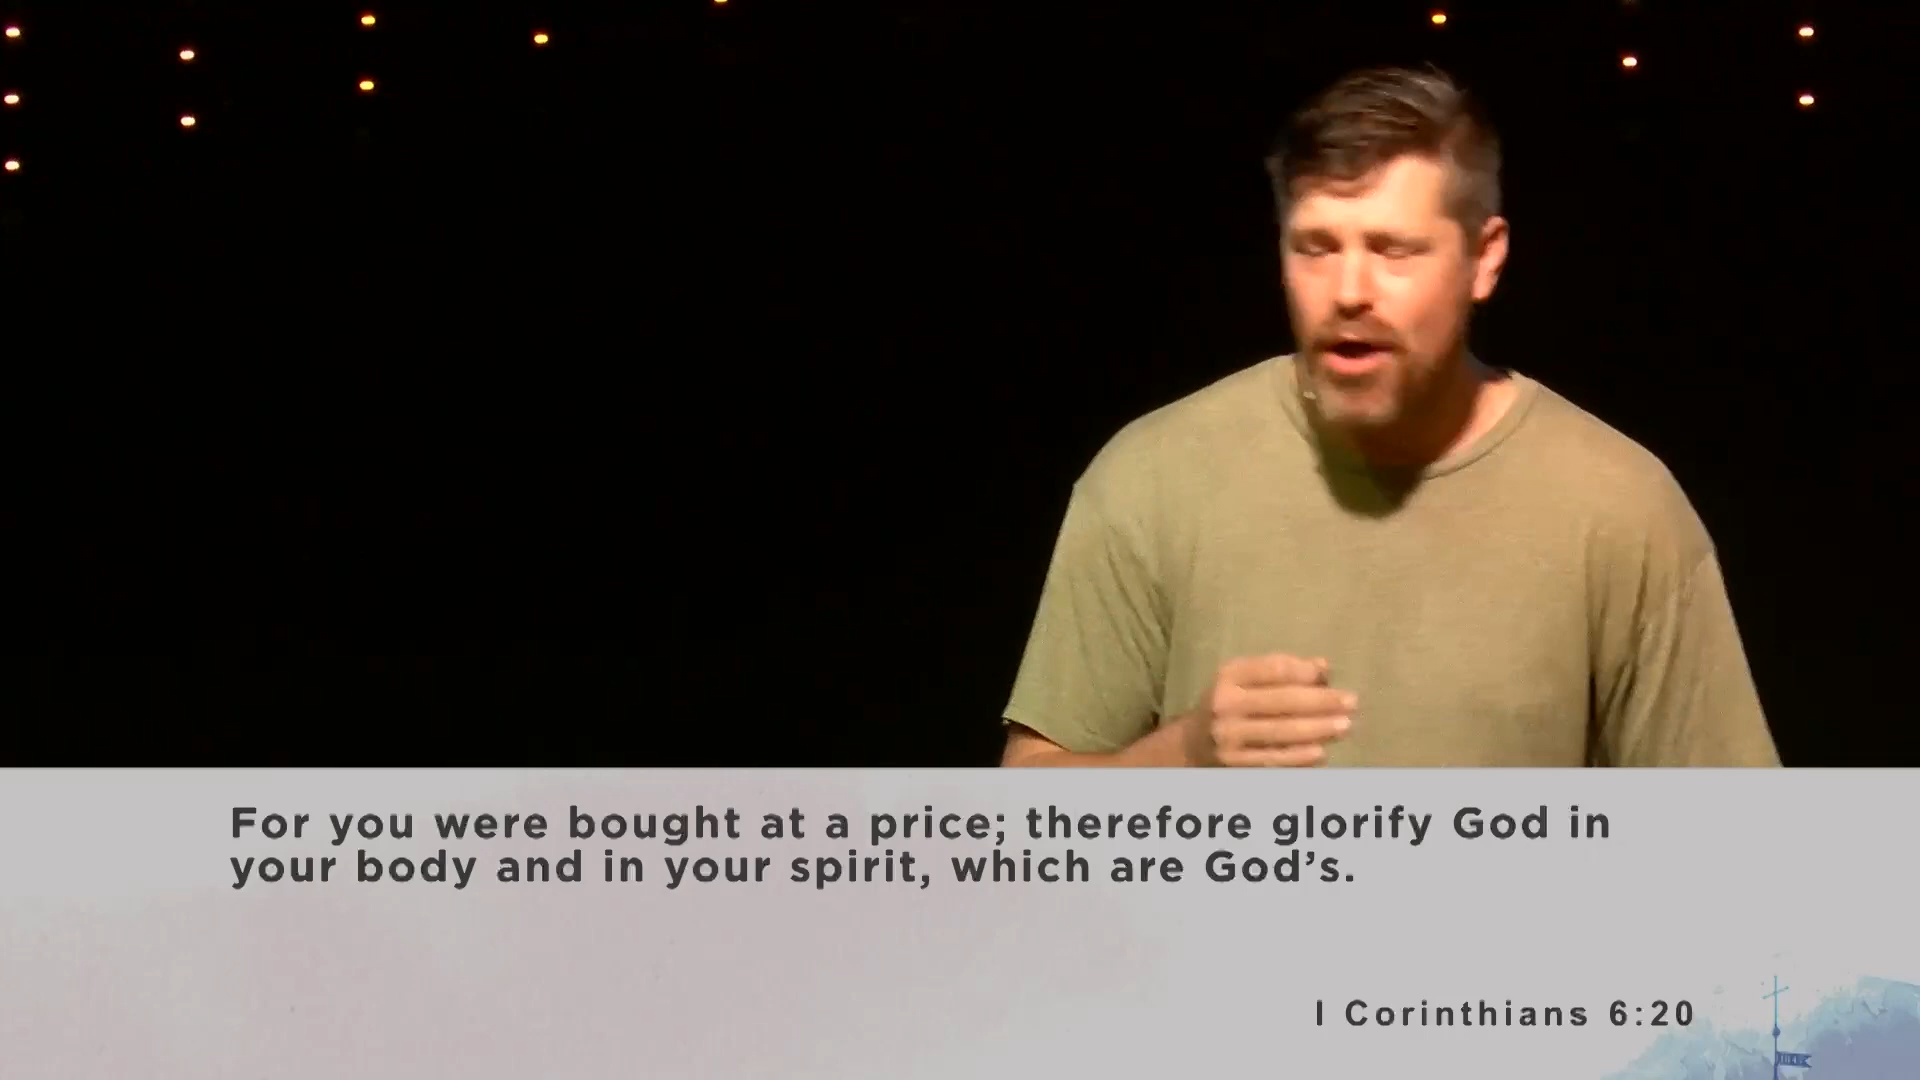 For you were bought at a price; therefore glorify God in
your body and in your spirit, which are God’s.
I Corinthians 6:20